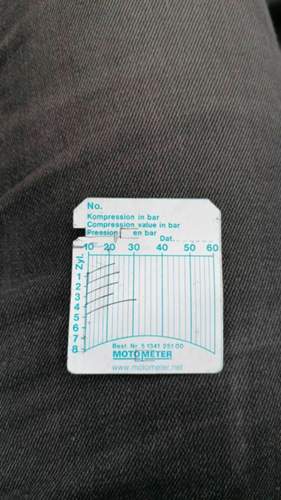 No.
Kompression in bar
Compression value in bar
Pression en bar
Dat.
10 20 30 40 50 60
Zyl.
1
2
3
4
5
6
7
8
Best. Nr. 5 1341 251 00
MOTOMETER
www.motometer.net